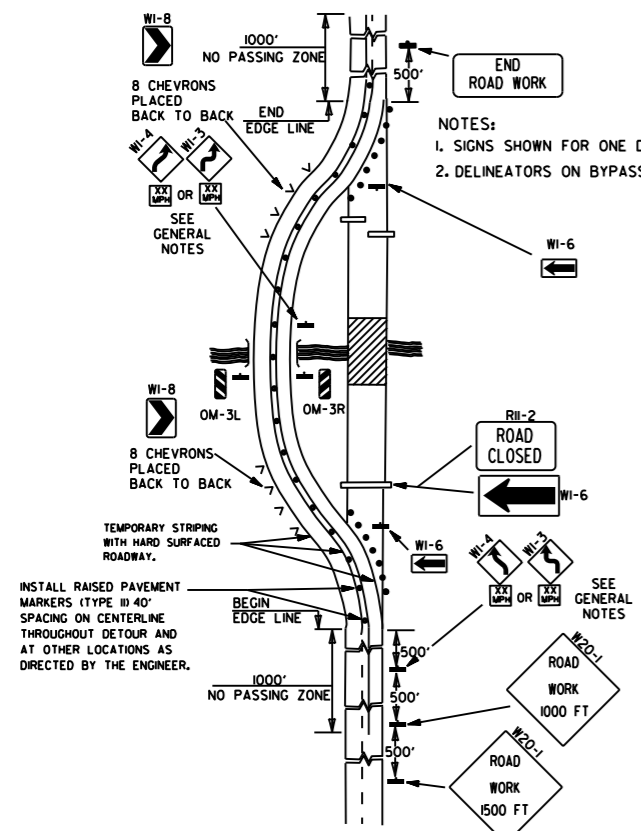 W1-8
1000'
NO PASSING ZONE
500'
END
ROAD WORK
8 CHEVRONS
PLACED
BACK TO BACK
END
EDGE LINE
NOTES:
1. SIGNS SHOWN FOR ONE D
2. DELINEATORS ON BYPASS
W1-4
W1-3
XX
MPH
OR
XX
MPH
SEE
GENERAL
NOTES
W1-6
W1-8
OM-3L
OM-3R
R11-2
ROAD
CLOSED
W1-6
8 CHEVRONS
PLACED
BACK TO BACK
TEMPORARY STRIPING
WITH HARD SURFACED
ROADWAY.
W1-6
W1-4
W1-3
XX
MPH
OR
XX
MPH
SEE
GENERAL
NOTES
INSTALL RAISED PAVEMENT
MARKERS (TYPE II) 40'
SPACING ON CENTERLINE
THROUGHOUT DETOUR AND
AT OTHER LOCATIONS AS
DIRECTED BY THE ENGINEER.
BEGIN
EDGE LINE
500'
1000'
NO PASSING ZONE
500'
W20-1
ROAD
WORK
1000 FT
500'
W20-1
ROAD
WORK
1500 FT